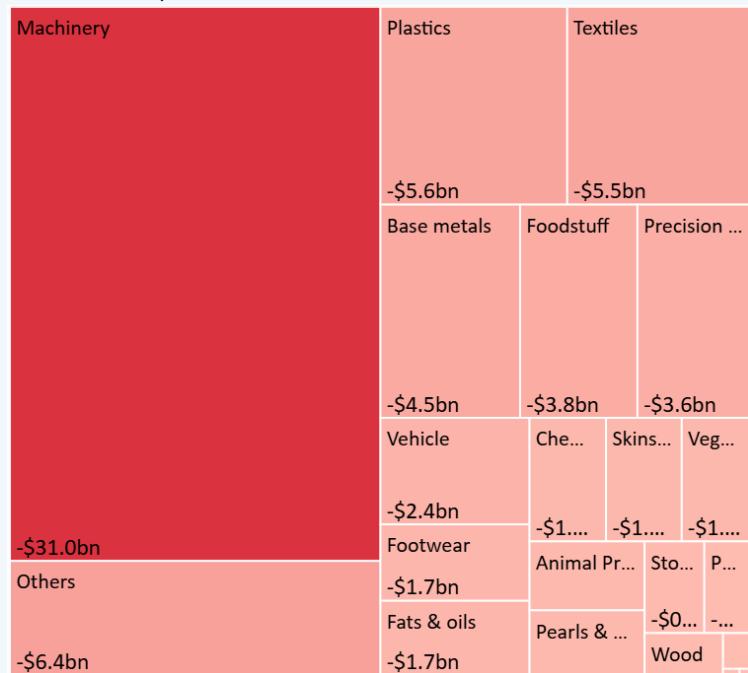 Machinery
-$31.0bn
Others
-$6.4bn
Plastics
-$5.6bn
Textiles
-$5.5bn
Base metals
-$4.5bn
Foodstuff
-$3.8bn
Precision ...
-$3.6bn
Vehicle
-$2.4bn
Footwear
-$1.7bn
Fats & oils
-$1.7bn
Che...
-$1....
Skins...
-$1....
Veg...
-$1....
Animal Pr...
Pearls & ...
Sto...
-$0...
P...
-...
Wood